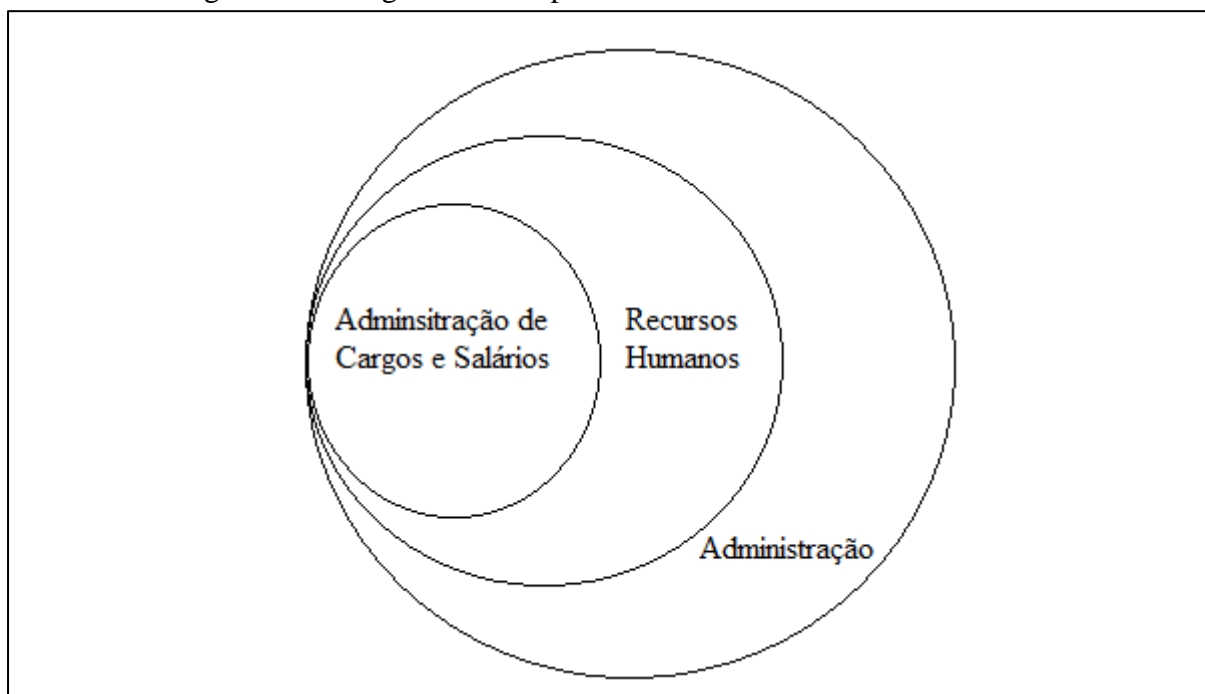 Adminsitração de
Cargos e Salários
Recursos
Humanos
Administração